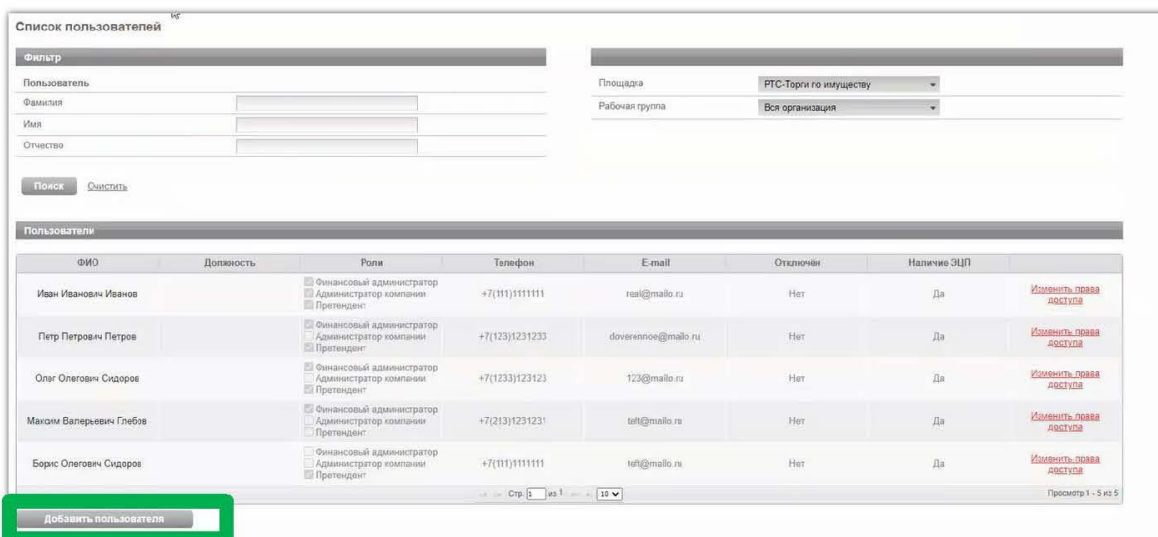 Список пользователей
Фильтр
Пользователь
Фамилия
Имя
Отчество
Площадка РТС-Торги по имуществу
Рабочая группа Вся организация
Поиск Очистить
Пользователи
ФИО Должность Роли Телефон E-mail Отключён Наличие ЭЦП
Финансовый администратор
Иван Иванович Иванов Администратор компании +7(111)1111111 real@mailo.ru Нет Да Изменить права доступа
Претендент
Финансовый администратор
Петр Петрович Петров Администратор компании +7(123)1231233 doverennoe@mailo.ru Нет Да Изменить права доступа
Претендент
Финансовый администратор
Олег Олегович Сидоров Администратор компании +7(1233)123123 123@mailo.ru Нет Да Изменить права доступа
Претендент
Финансовый администратор
Максим Валерьевич Глебов Администратор компании +7(213)1231231 Нет Да Изменить права доступа
Претендент
Финансовый администратор
Борис Олегович Сидоров Администратор компании +7(111)1111111 Нет Да Изменить права доступа
Претендент
Стр. 1 из 1 10 Просмотр 1 - 5 из 5
Добавить пользователя